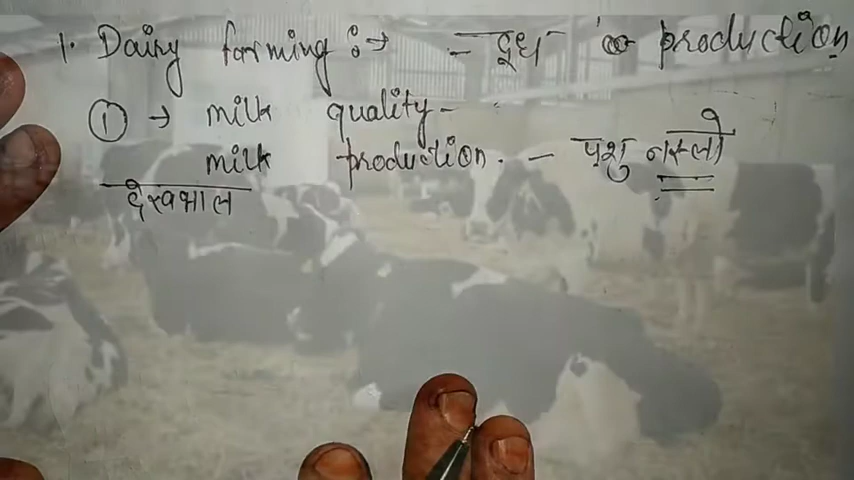 1. Dairy farming :→ - दूध production
① → milk quality -
milk production. - पशु नस्लो
देखभाल